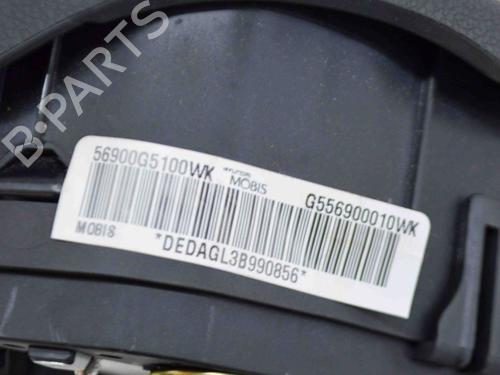 B-PARTS
56900G5100WK HYUNDAI MOBIS G556900010WK
MOBIS *DEDAGL3B990856*